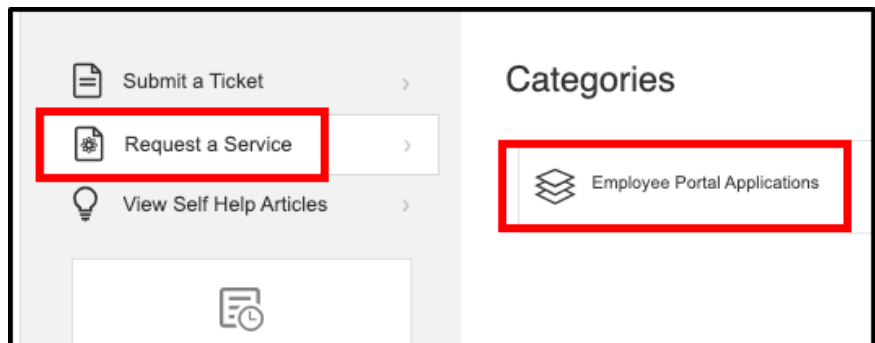 Submit a Ticket
Request a Service
View Self Help Articles
Categories
Employee Portal Applications